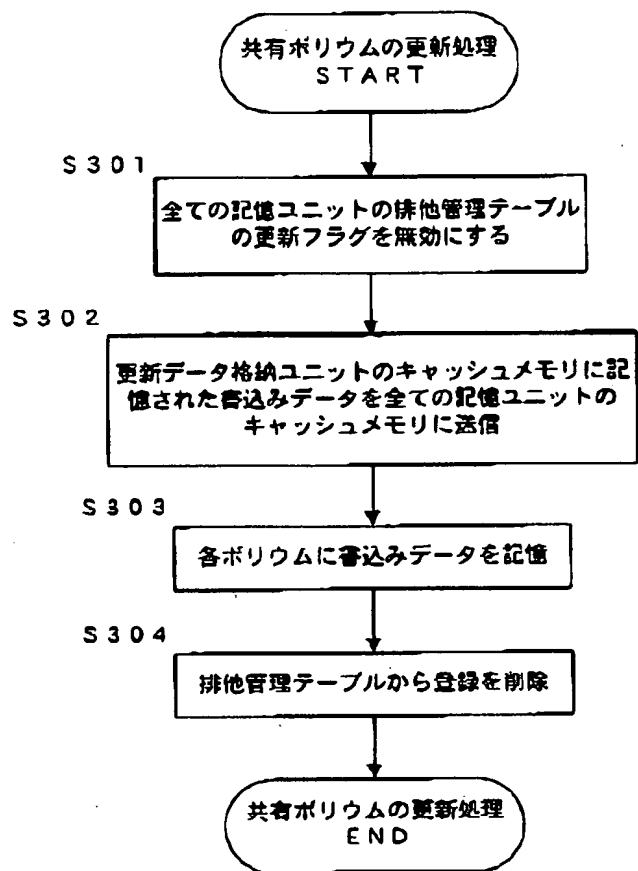 共有ボリウムの更新処理
START
S301
全ての記憶ユニットの排他管理テーブル
の更新フラグを無効にする
S302
更新データ格納ユニットのキャッシュメモリに記
憶された書込みデータを全ての記憶ユニットの
キャッシュメモリに送信
S303
各ボリウムに書込みデータを記憶
S304
排他管理テーブルから登録を削除
共有ボリウムの更新処理
END